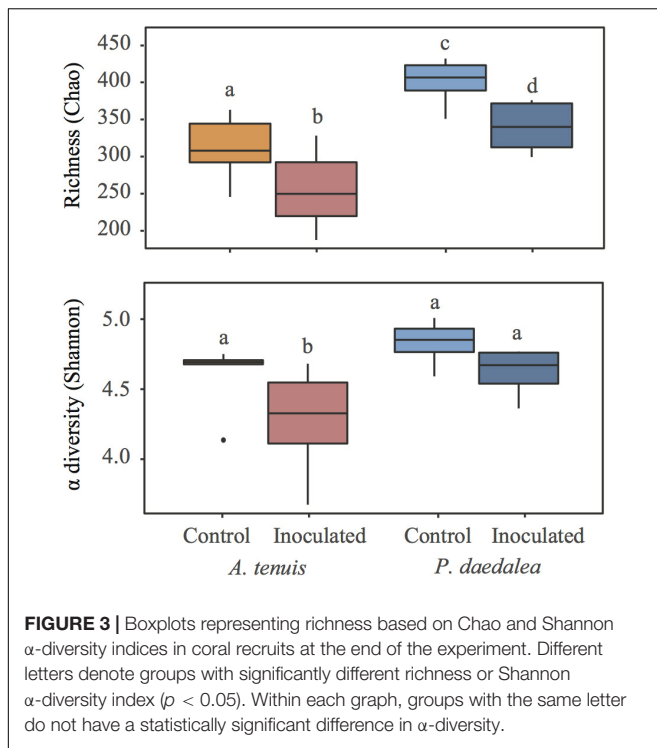 450
400
350
300
250
200
Richness (Chao)
a
b
c
d
5.0
4.5
4.0
α diversity (Shannon)
a
b
a
a
Control Inoculated Control Inoculated
A. tenuis P. daedalea
FIGURE 3 | Boxplots representing richness based on Chao and Shannon
α-diversity indices in coral recruits at the end of the experiment. Different
letters denote groups with significantly different richness or Shannon
α-diversity index (p < 0.05). Within each graph, groups with the same letter
do not have a statistically significant difference in α-diversity.